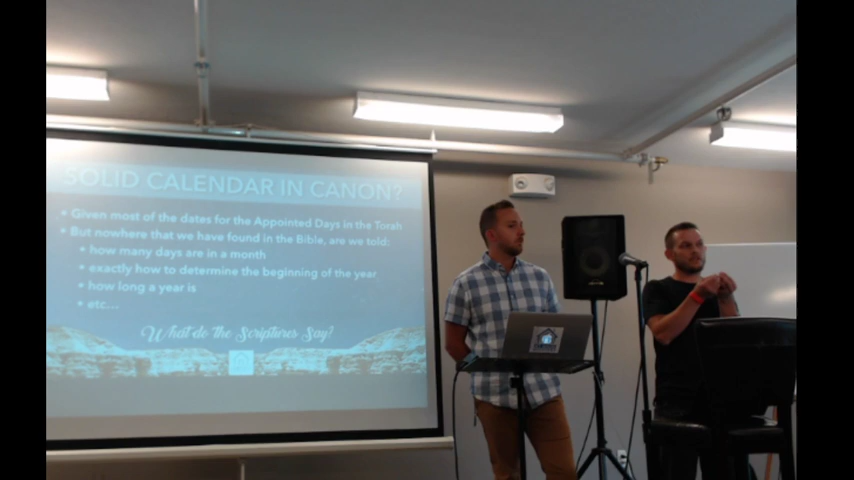 SOLID CALENDAR IN CANON?
• Given most of the dates for the Appointed Days in the Torah
• But nowhere that we have found in the Bible, are we told:
• how many days are in a month
• exactly how to determine the beginning of the year
• how long a year is
• etc...
What do the Scriptures Say?